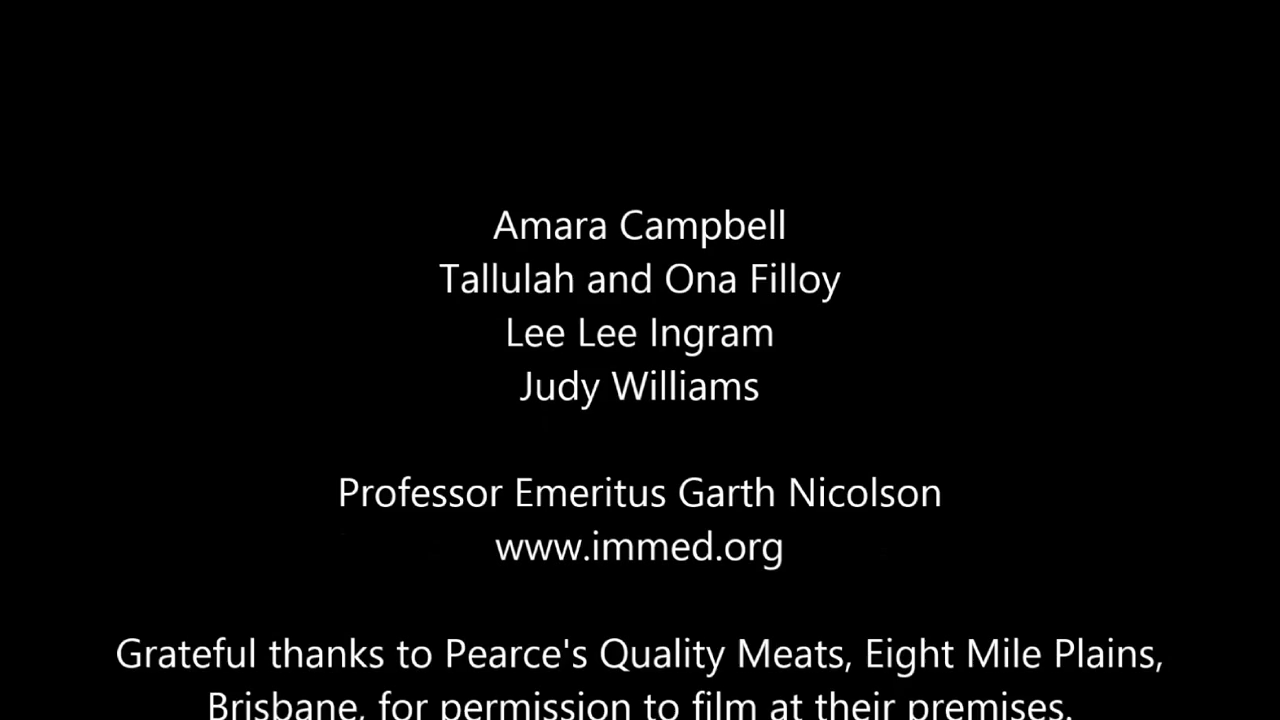 Amara Campbell
Tallulah and Ona Filloy
Lee Lee Ingram
Judy Williams
Professor Emeritus Garth Nicolson
www.immed.org
Grateful thanks to Pearce's Quality Meats, Eight Mile Plains,
Brisbane, for permission to film at their premises.